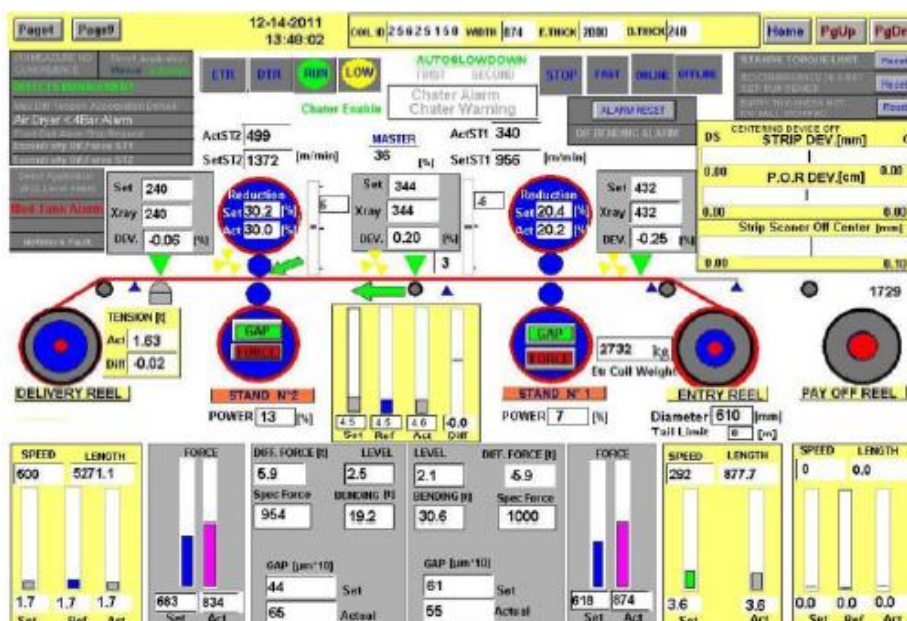 Page4 Page9 12-14-2011 COIL ID 25625150 WIDTH 874 E.THICK 2000 D.THICK 240 Home PgUp PgDn
13:48:02
ETR DTR RUN LOW AUTOSLOWDOWN STOP FAST ONLINE OFFLINE
FIRST SECOND
Chater Enable Chater Alarm
Chater Warning
ALARM RESET
Air Dryer <4Bar Alarm
CENTERING DEVICE OFF
DS STRIP DEV.[mm]
0.00 0.00
P.O.R DEV.[cm]
0.00 0.00
Strip Scaner Off Center [mm]
0.00 0.10
ActST2 499 MASTER ActST1 340
SetST2 1372 [m/min] 36 [%] SetST1 956 [m/min]
Set 240
Xray 240
DEV. -0.06 [%]
Reduction
Set 30.2 [%]
Act 30.0 [%]
Set 344
Xray 344
DEV. 0.20 [%]
3
Reduction
Set 20.4 [%]
Act 20.2 [%]
Set 432
Xray 432
DEV. -0.25 [%]
1729
TENSION [t]
Act 1.63
Diff -0.02
GAP
FORCE
GAP
FORCE
2732 kg
Etr Coil Weight
DELIVERY REEL STAND N°2 STAND N°1 ENTRY REEL PAY OFF REEL
POWER 13 [%] 4.5 4.5 4.6 -0.0 POWER 7 [%] Diameter 610 [mm]
Set Ref Act Diff Tail Limit 0 [m]
SPEED LENGTH
600 5271.1
1.7 1.7 1.7
Set Ref Act
FORCE
663 834
Set Act
DIFF. FORCE [t] LEVEL
5.9 2.5
Spec Force BENDING [t]
954 19.2
GAP [µm*10]
44 Set
65 Actual
LEVEL DIFF. FORCE [t]
2.1 -5.9
BENDING [t] Spec Force
30.6 1000
GAP [µm*10]
61 Set
55 Actual
FORCE
618 874
Set Act
SPEED LENGTH
292 877.7
3.6 3.6
Set Act
SPEED LENGTH
0 0.0
0.0 0.0 0.0
Set Ref Act